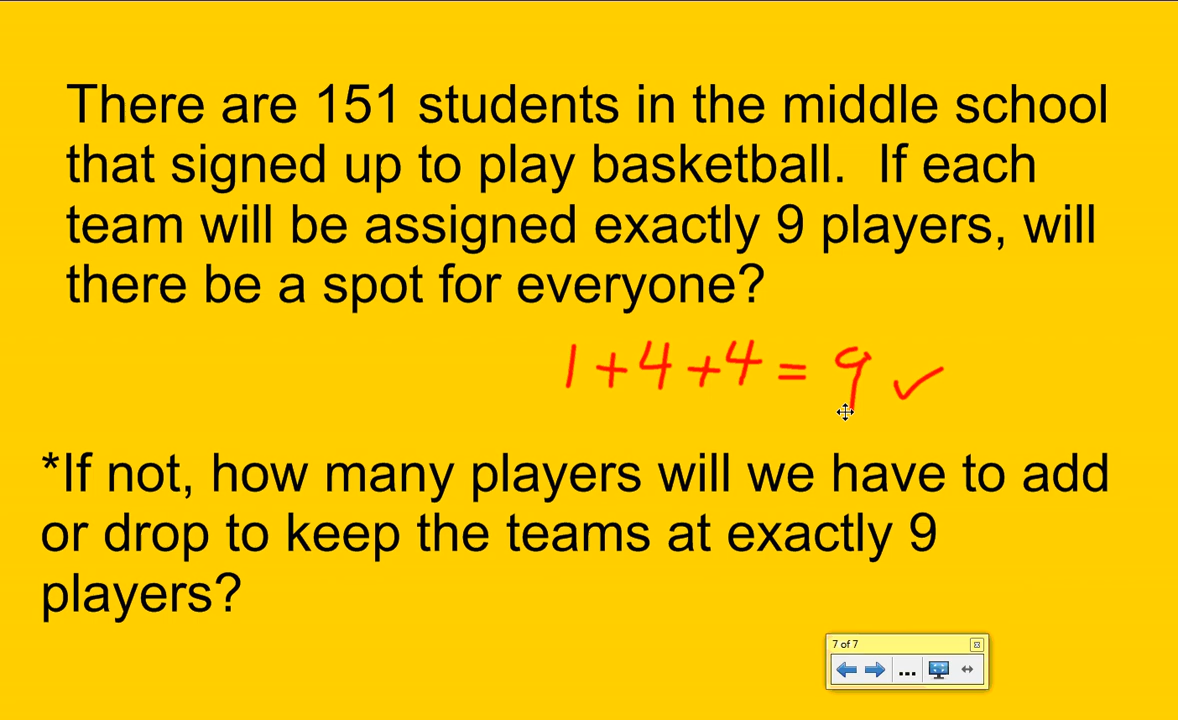 There are 151 students in the middle school
that signed up to play basketball.  If each
team will be assigned exactly 9 players, will
there be a spot for everyone?
1+4+4=9 ✓
*If not, how many players will we have to add
or drop to keep the teams at exactly 9
players?
7 of 7
...